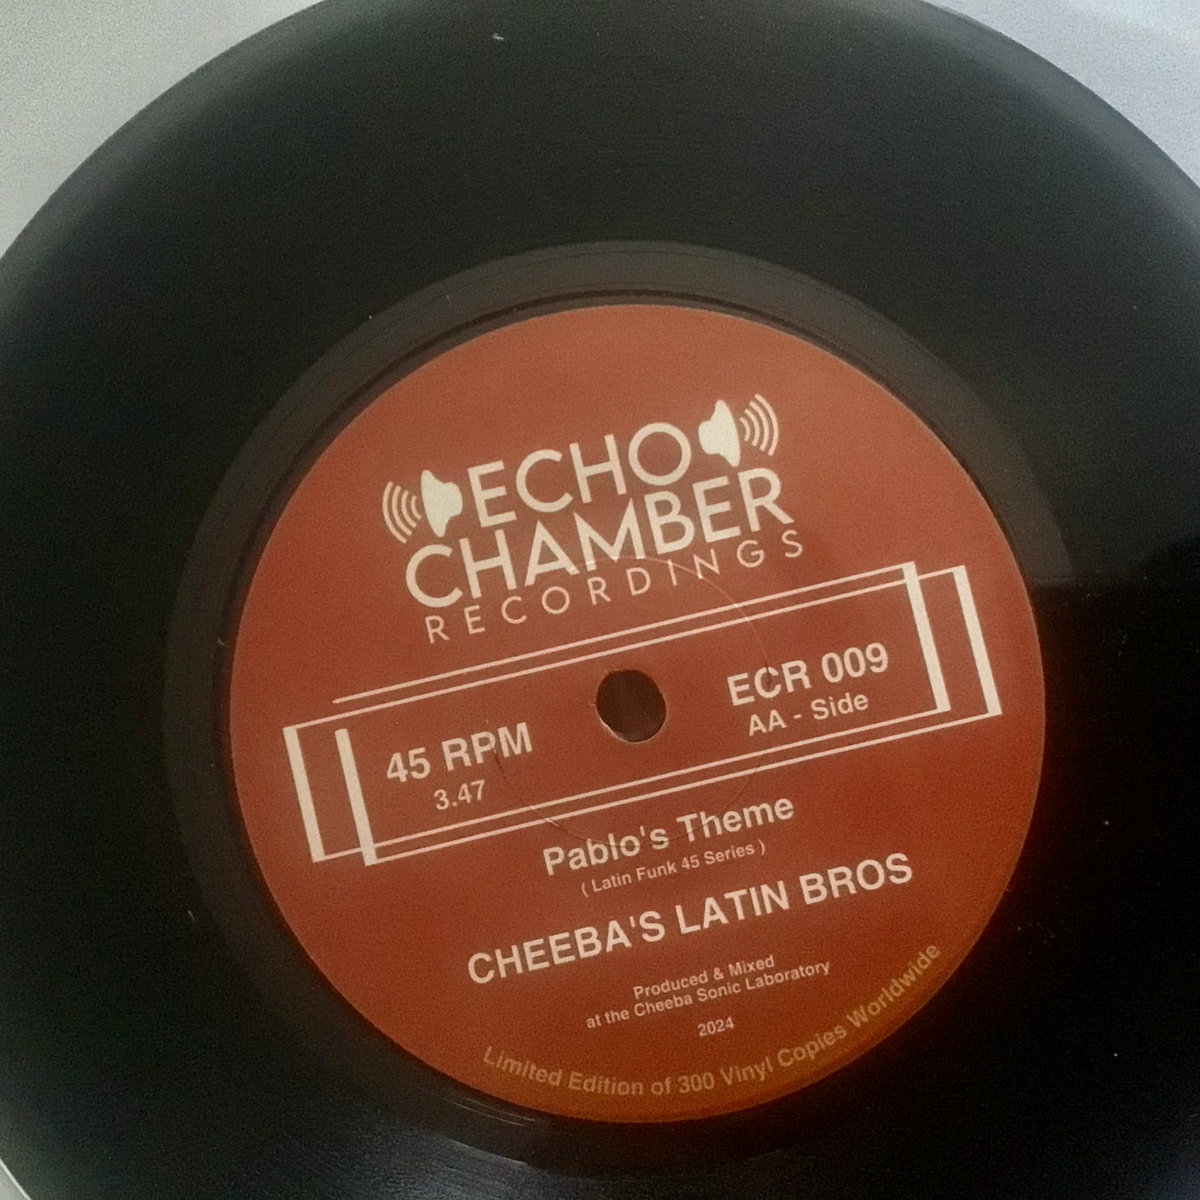 ECHO
CHAMBER
RECORDINGS
45 RPM
3.47
ECR 009
AA - Side
Pablo's Theme
( Latin Funk 45 Series )
CHEEBA'S LATIN BROS
Produced & Mixed
at the Cheeba Sonic Laboratory
2024
Limited Edition of 300 Vinyl Copies Worldwide